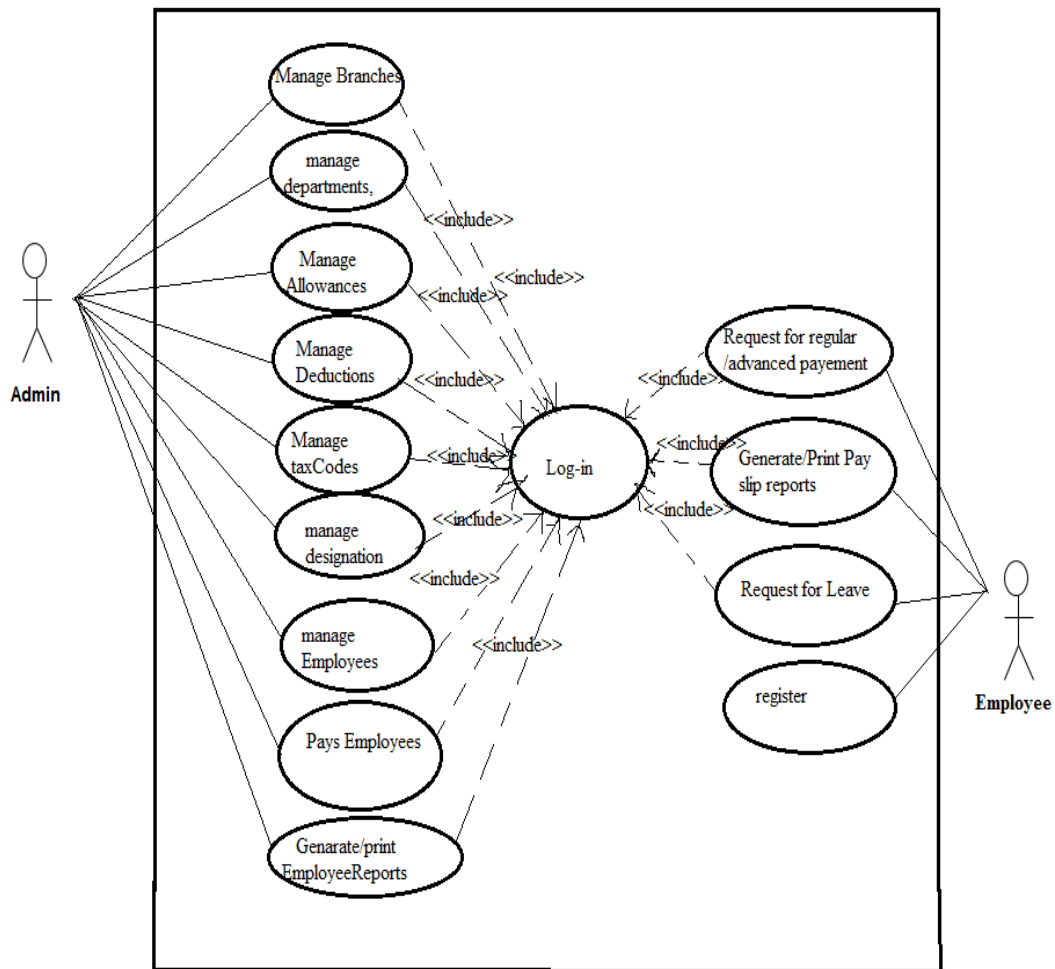 Manage Branches
manage
departments,
<<include>>
<<include>>
Manage
Allowances
<<include>>
Manage
Deductions
<<include>>
Manage
taxCodes
<<include>>
manage
designation
<<include>>
manage
Employees
<<include>>
Pays Employees
<<include>>
Genarate/print
EmployeeReports
Admin
Log-in
Request for regular
/advanced payement
<<include>>
Generate/Print Pay
slip reports
<<include>>
Request for Leave
<<include>>
register
Employee